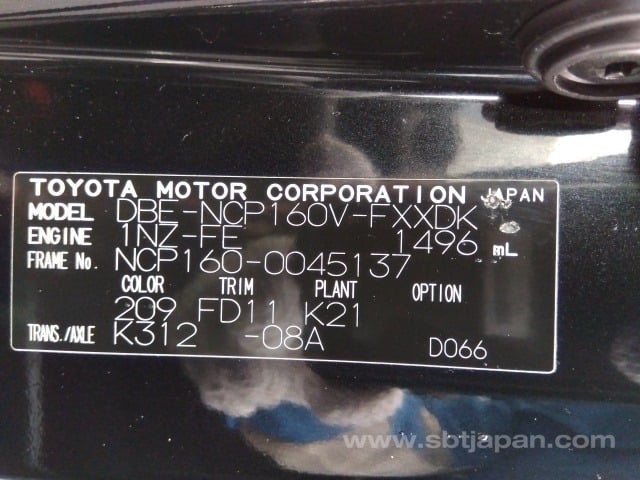 TOYOTA MOTOR CORPORATION JAPAN
MODEL DBE-NCP160V-FXXDK
ENGINE 1NZ-FE 1496 mL
FRAME No. NCP160-0045137
COLOR TRIM PLANT OPTION
209 FD11 K21
TRANS./AXLE K312 -08A D066
www.sbtjapan.com